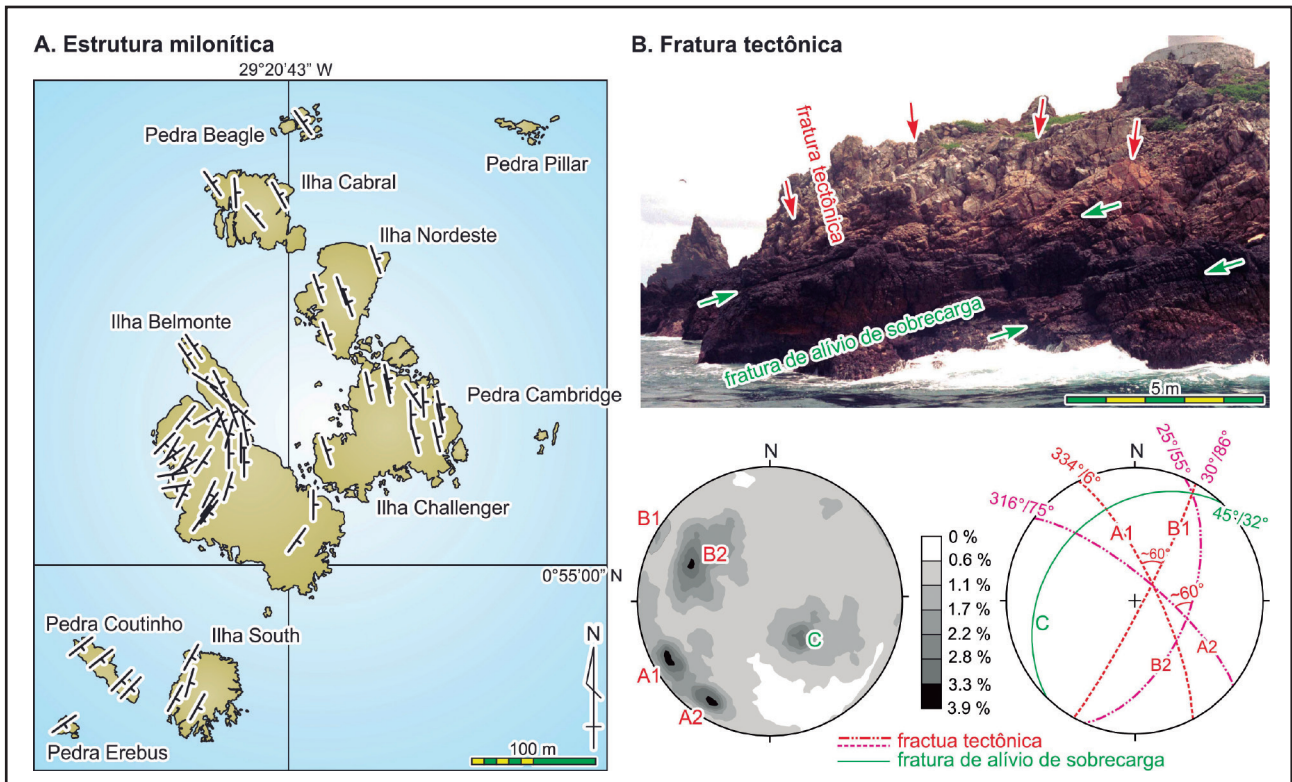 A. Estrutura milonítica
29°20'43" W
Pedra Beagle
Pedra Pillar
Ilha Cabral
Ilha Nordeste
Ilha Belmonte
Pedra Cambridge
Ilha Challenger
0°55'00" N
Pedra Coutinho
Ilha South
N
Pedra Erebus
100 m
B. Fratura tectônica
fratura tectônica
fratura de alívio de sobrecarga
5 m
N
B1
B2
C
A1
A2
0 %
0.6 %
1.1 %
1.7 %
2.2 %
2.8 %
3.3 %
3.9 %
N
25°/55°
30°/86°
334°/6°
316°/75°
45°/32°
A1
B1
~60°
~60°
C
A2
B2
fractua tectônica
fratura de alívio de sobrecarga